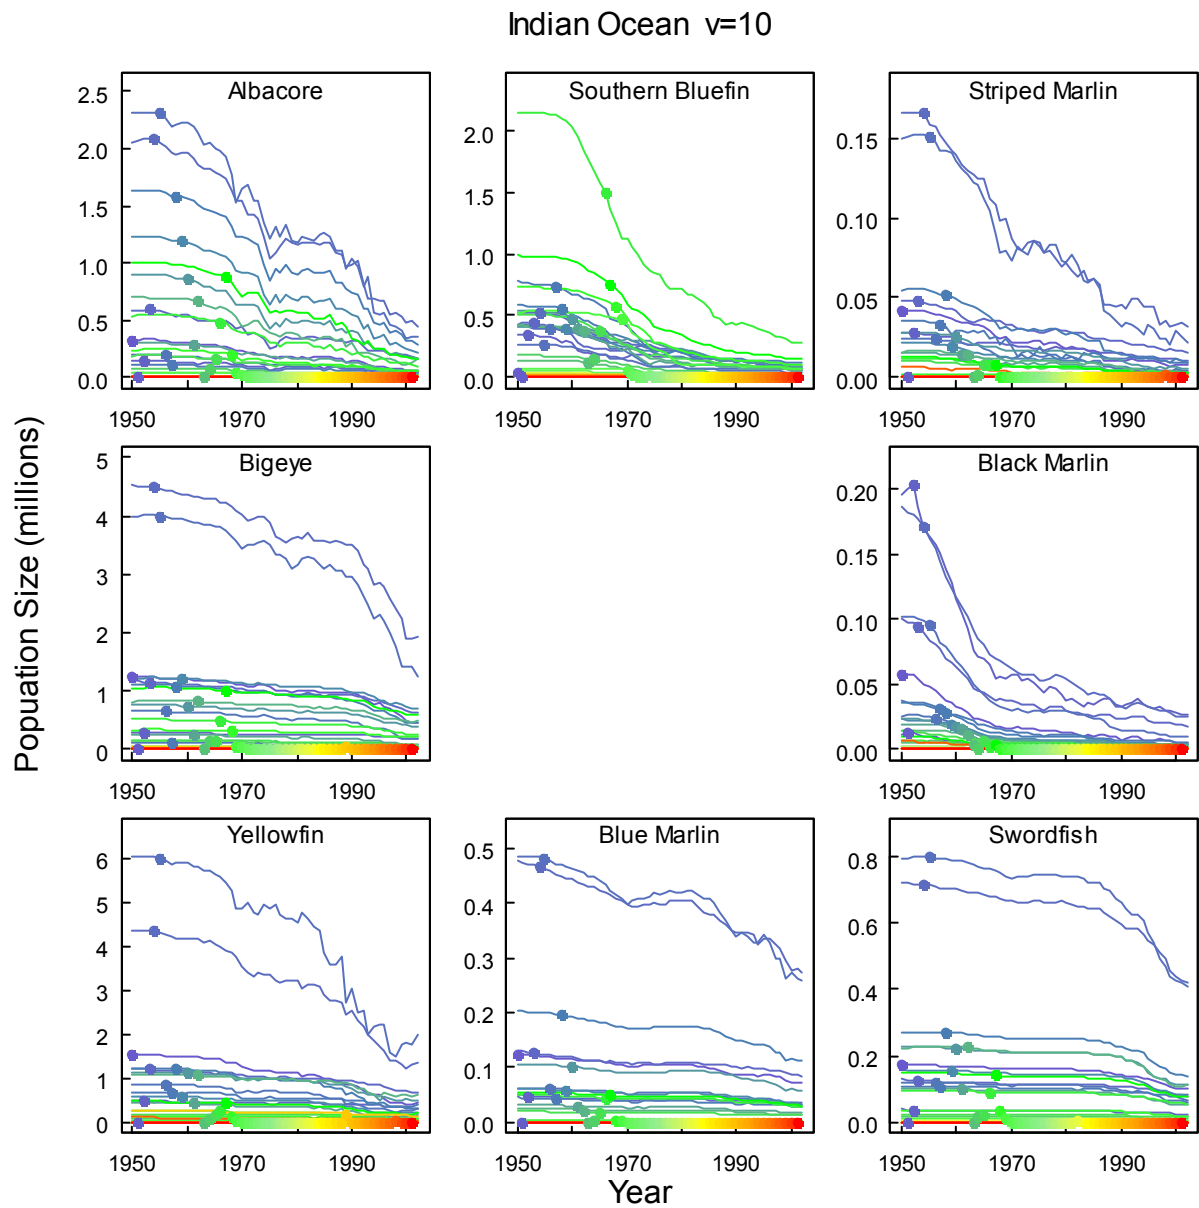 Indian Ocean v=10
Popuation Size (millions)
Albacore
2.5
2.0
1.5
1.0
0.5
0.0
1950 1970 1990
Southern Bluefin
2.0
1.5
1.0
0.5
0.0
1950 1970 1990
Striped Marlin
0.15
0.10
0.05
0.00
1950 1970 1990
Bigeye
5
4
3
2
1
0
1950 1970 1990
Black Marlin
0.20
0.15
0.10
0.05
0.00
1950 1970 1990
Yellowfin
6
5
4
3
2
1
0
1950 1970 1990
Blue Marlin
0.5
0.4
0.3
0.2
0.1
0.0
1950 1970 1990
Swordfish
0.8
0.6
0.4
0.2
0.0
1950 1970 1990
Year